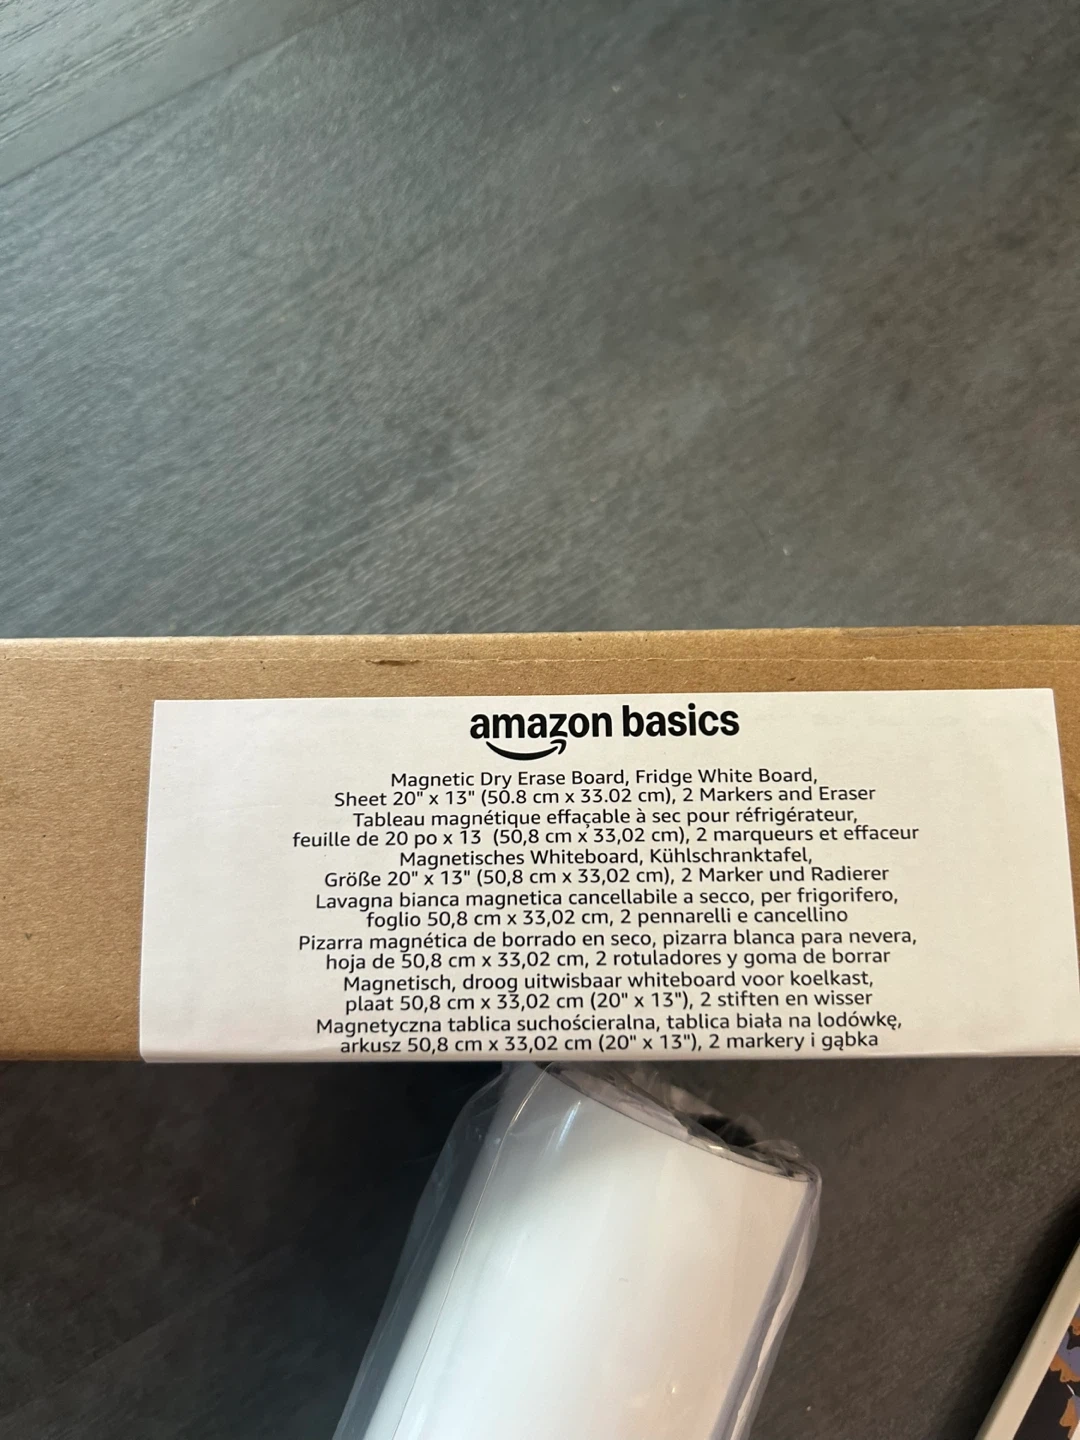 amazon basics
Magnetic Dry Erase Board, Fridge White Board,
Sheet 20" x 13" (50.8 cm x 33.02 cm), 2 Markers and Eraser
Tableau magnétique effaçable à sec pour réfrigérateur,
feuille de 20 po x 13 (50,8 cm x 33,02 cm), 2 marqueurs et effaceur
Magnetisches Whiteboard, Kühlschranktafel,
Größe 20" x 13" (50,8 cm x 33,02 cm), 2 Marker und Radierer
Lavagna bianca magnetica cancellabile a secco, per frigorifero,
foglio 50,8 cm x 33,02 cm, 2 pennarelli e cancellino
Pizarra magnética de borrado en seco, pizarra blanca para nevera,
hoja de 50,8 cm x 33,02 cm, 2 rotuladores y goma de borrar
Magnetisch, droog uitwisbaar whiteboard voor koelkast,
plaat 50,8 cm x 33,02 cm (20" x 13"), 2 stiften en wisser
Magnetyczna tablica suchościeralna, tablica biała na lodówkę,
arkusz 50,8 cm x 33,02 cm (20" x 13"), 2 markery i gąbka